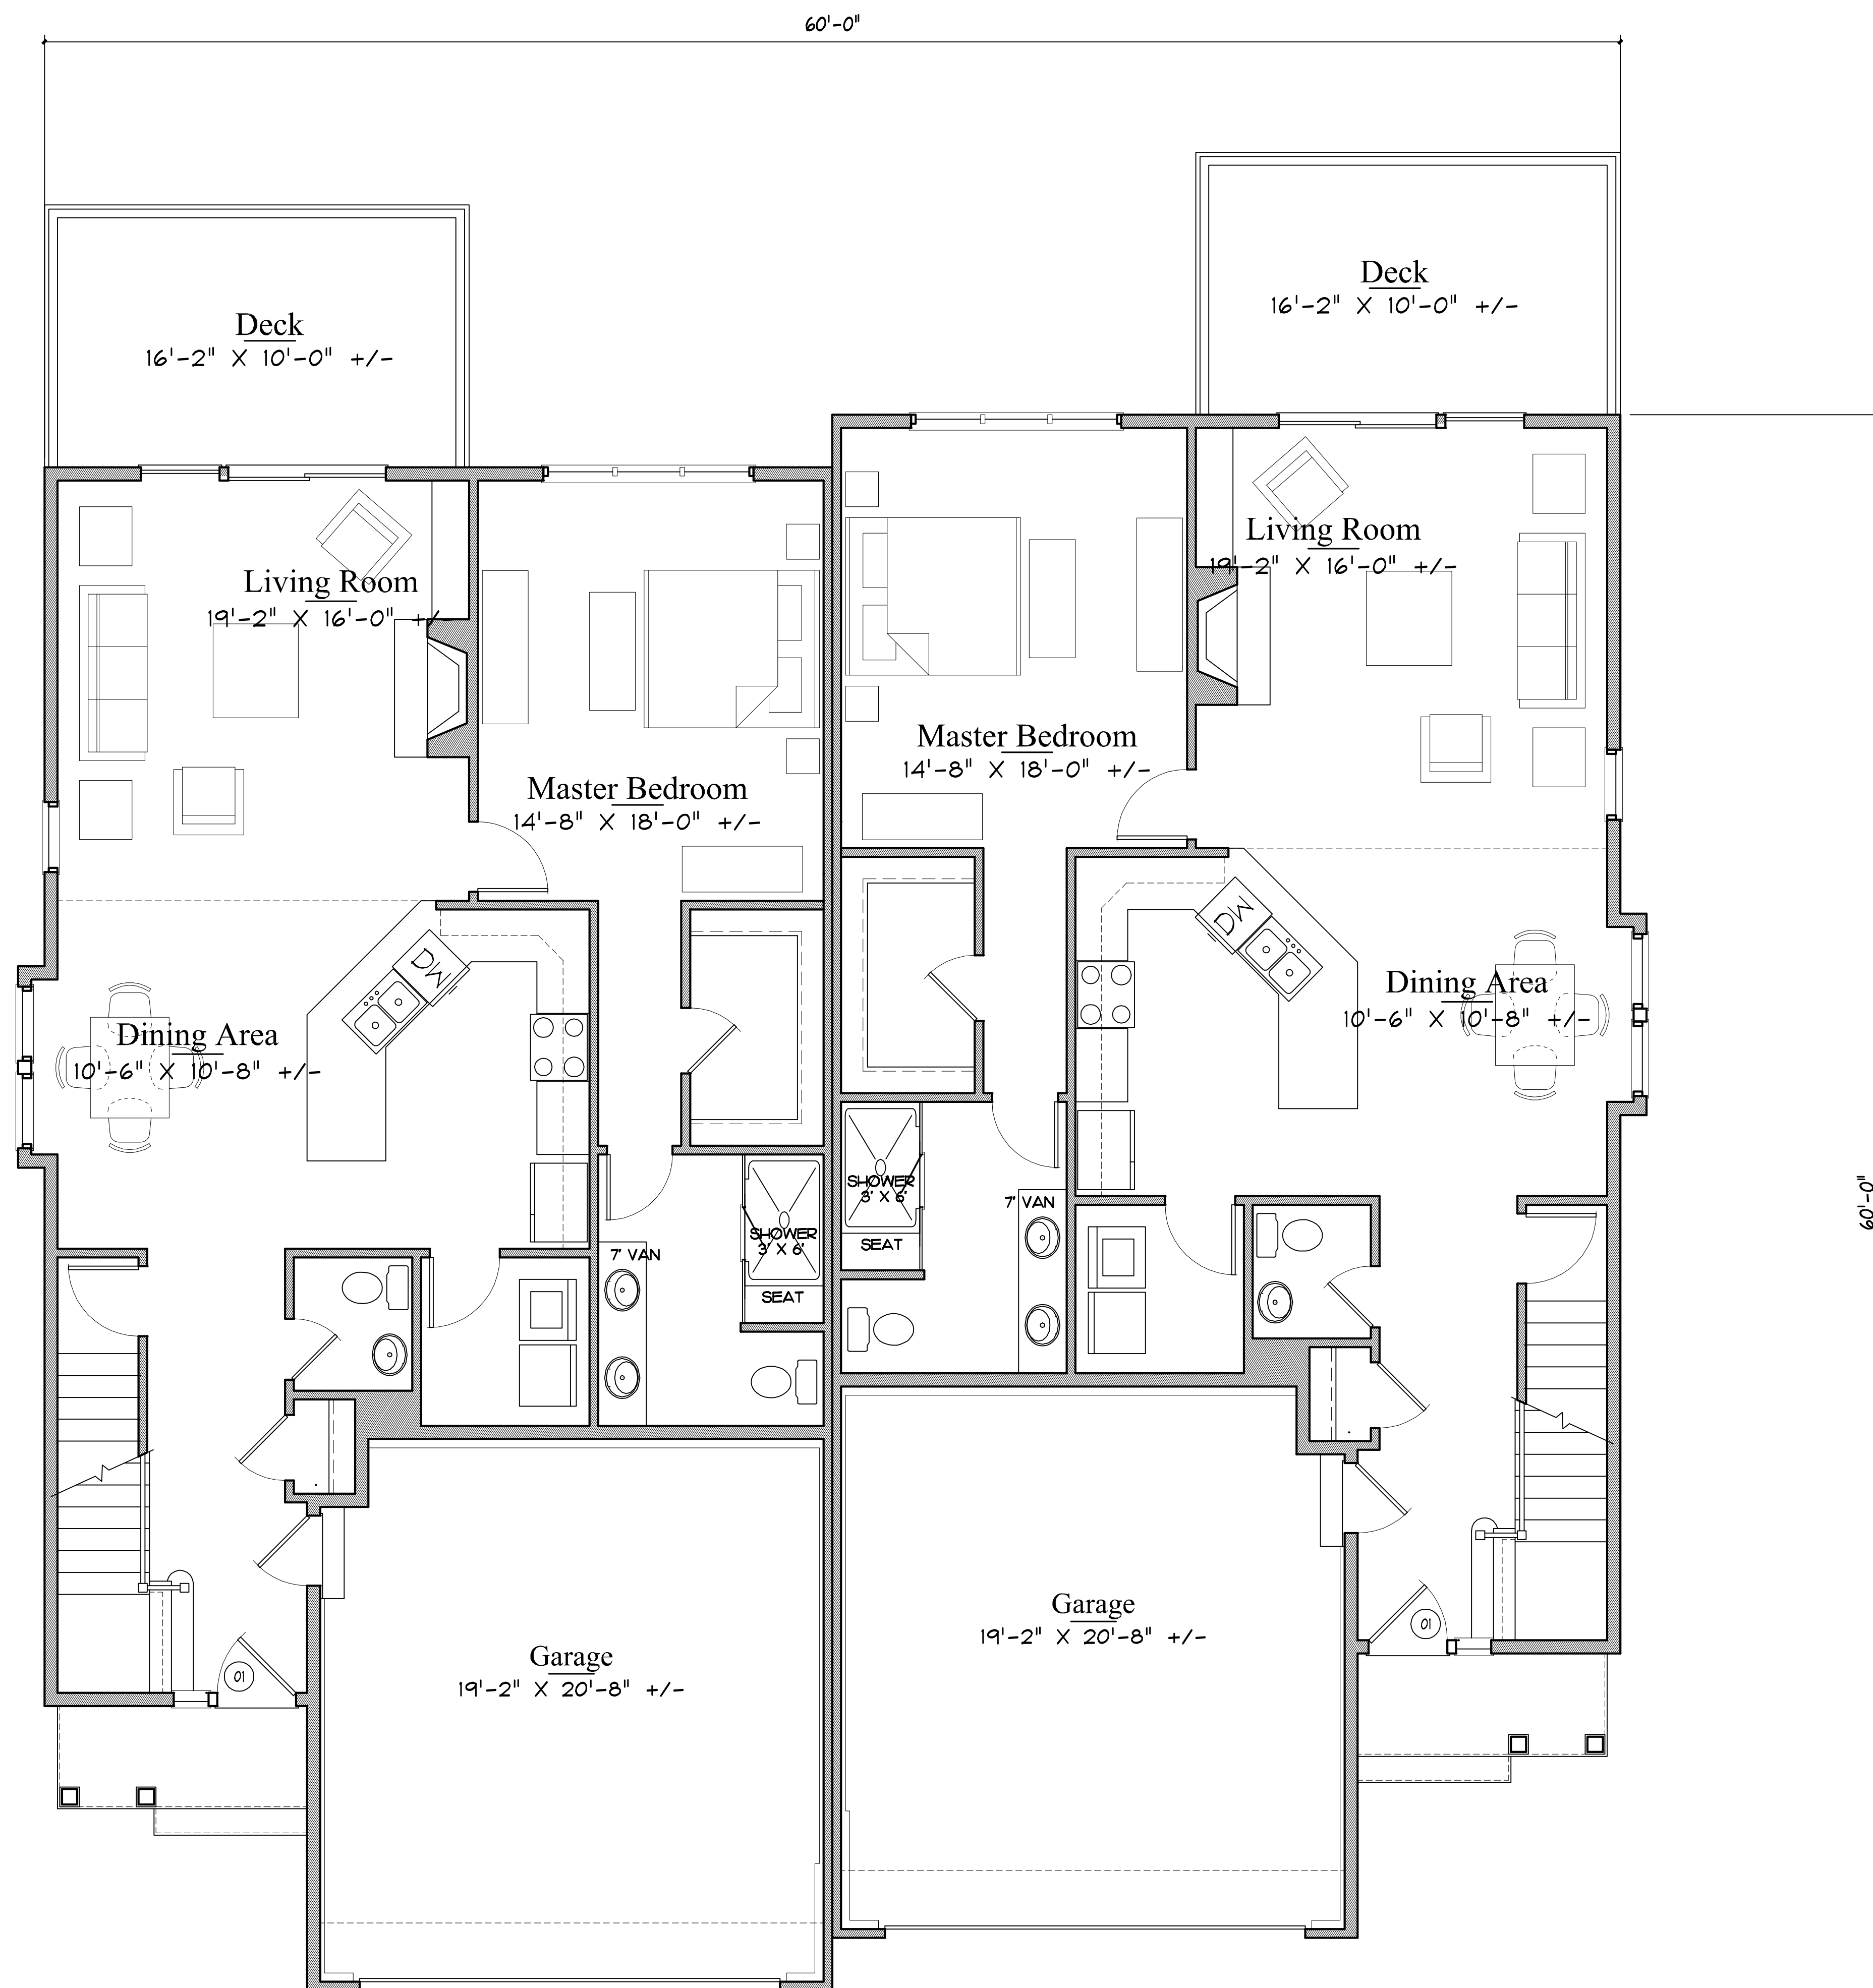 60'-0"
Deck
16'-2" X 10'-0" +/-
Deck
16'-2" X 10'-0" +/-
Living Room
19'-2" X 16'-0" +/-
Living Room
19'-2" X 16'-0" +/-
Master Bedroom
14'-8" X 18'-0" +/-
Master Bedroom
14'-8" X 18'-0" +/-
DW
DW
Dining Area
10'-6" X 10'-8" +/-
Dining Area
10'-6" X 10'-8" +/-
SHOWER
3' X 6'
SEAT
7' VAN
60'-0"
7' VAN
SHOWER
3' X 6'
SEAT
Garage
19'-2" X 20'-8" +/-
01
Garage
19'-2" X 20'-8" +/-
01